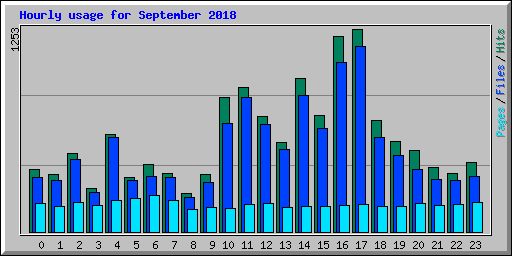 Hourly usage for September 2018
1253
Pages / Files / Hits
0 1 2 3 4 5 6 7 8 9 10 11 12 13 14 15 16 17 18 19 20 21 22 23